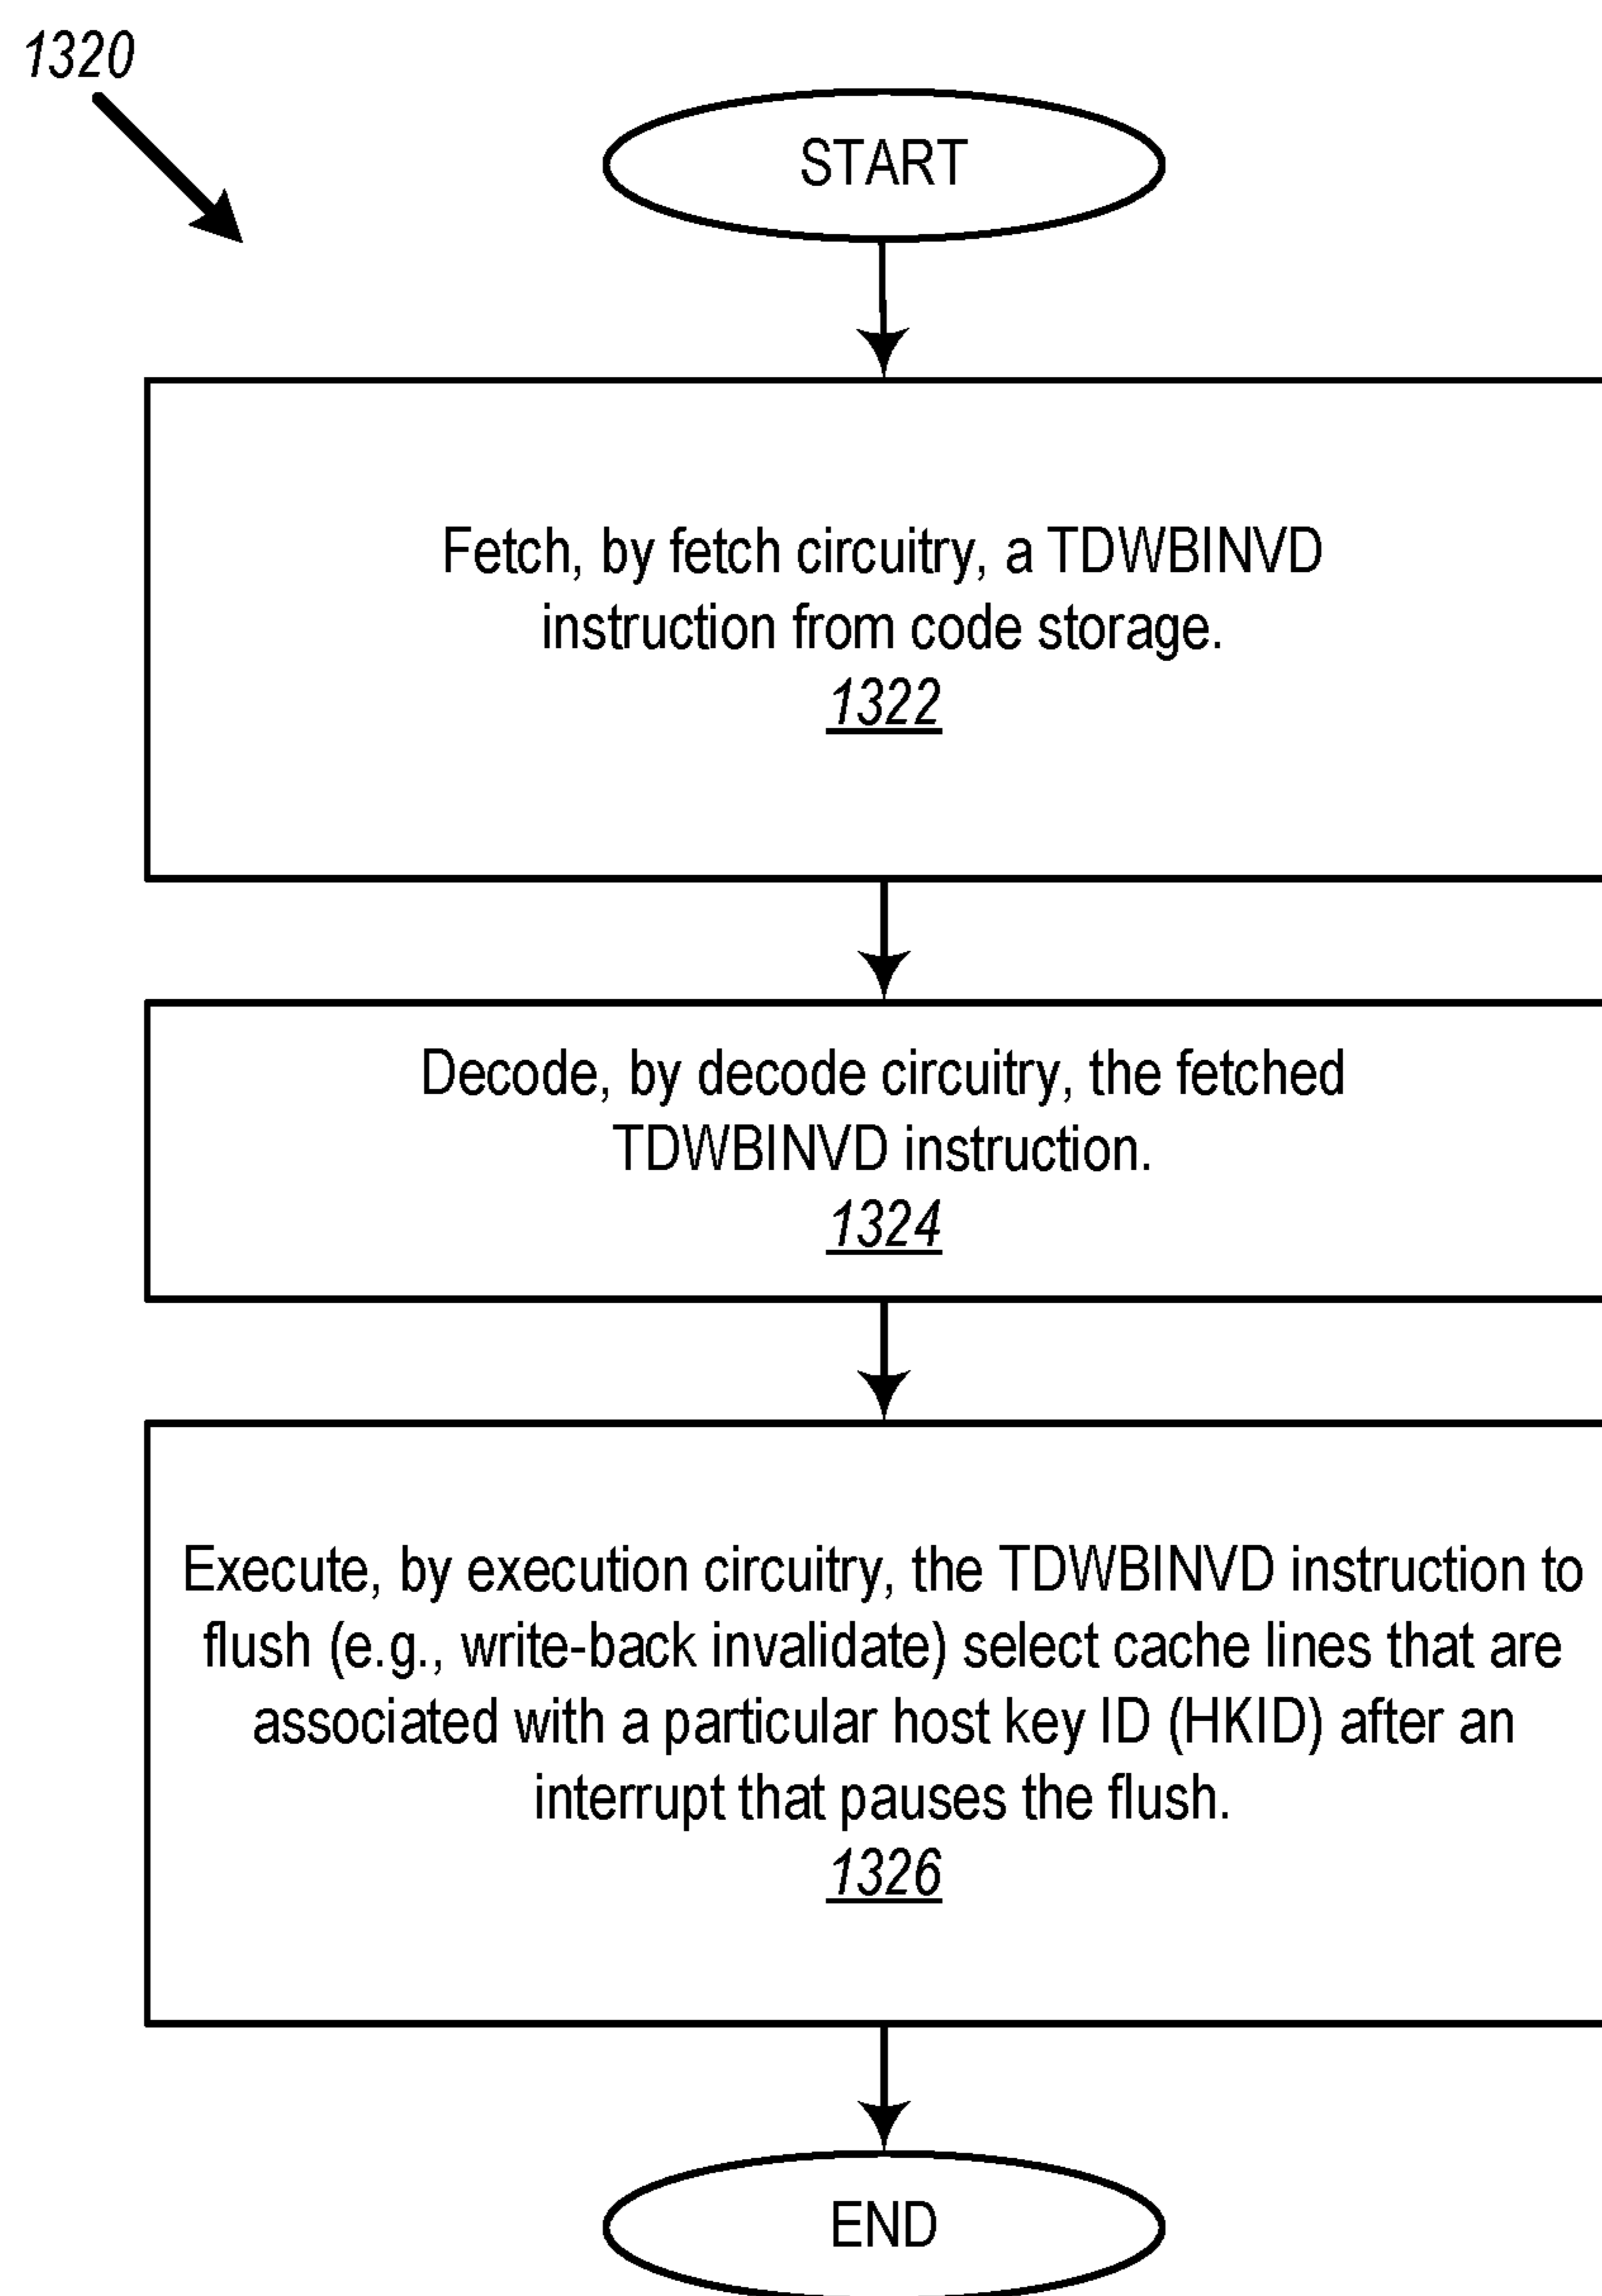 1320
START
Fetch, by fetch circuitry, a TDWBINVD
instruction from code storage.
1322
Decode, by decode circuitry, the fetched
TDWBINVD instruction.
1324
Execute, by execution circuitry, the TDWBINVD instruction to
flush (e.g., write-back invalidate) select cache lines that are
associated with a particular host key ID (HKID) after an
interrupt that pauses the flush.
1326
END